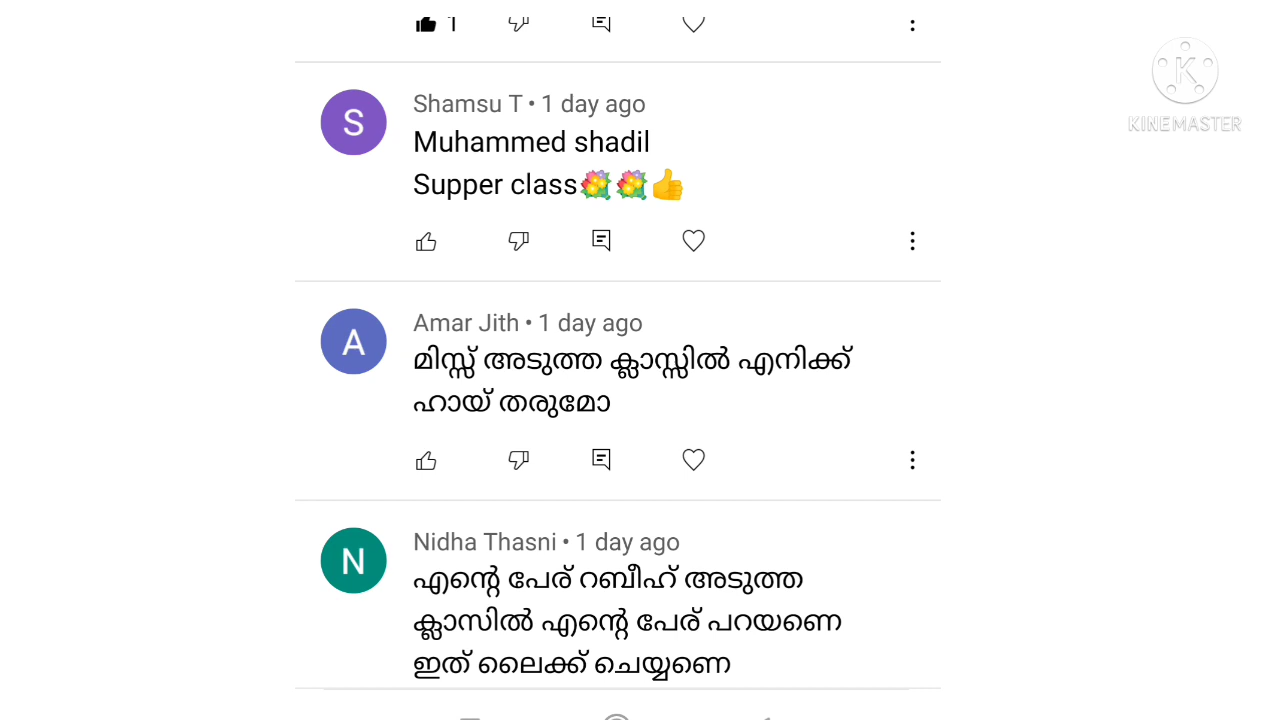 1
Shamsu T • 1 day ago
Muhammed shadil
Supper class💐💐👍
Amar Jith • 1 day ago
മിസ്സ് അടുത്ത ക്ലാസ്സിൽ എനിക്ക്
ഹായ് തരുമോ
Nidha Thasni • 1 day ago
എന്റെ പേര് റബീഹ് അടുത്ത
ക്ലാസിൽ എന്റെ പേര് പറയണെ
ഇത് ലൈക്ക് ചെയ്യണെ
S
A
N
K
KINEMASTER